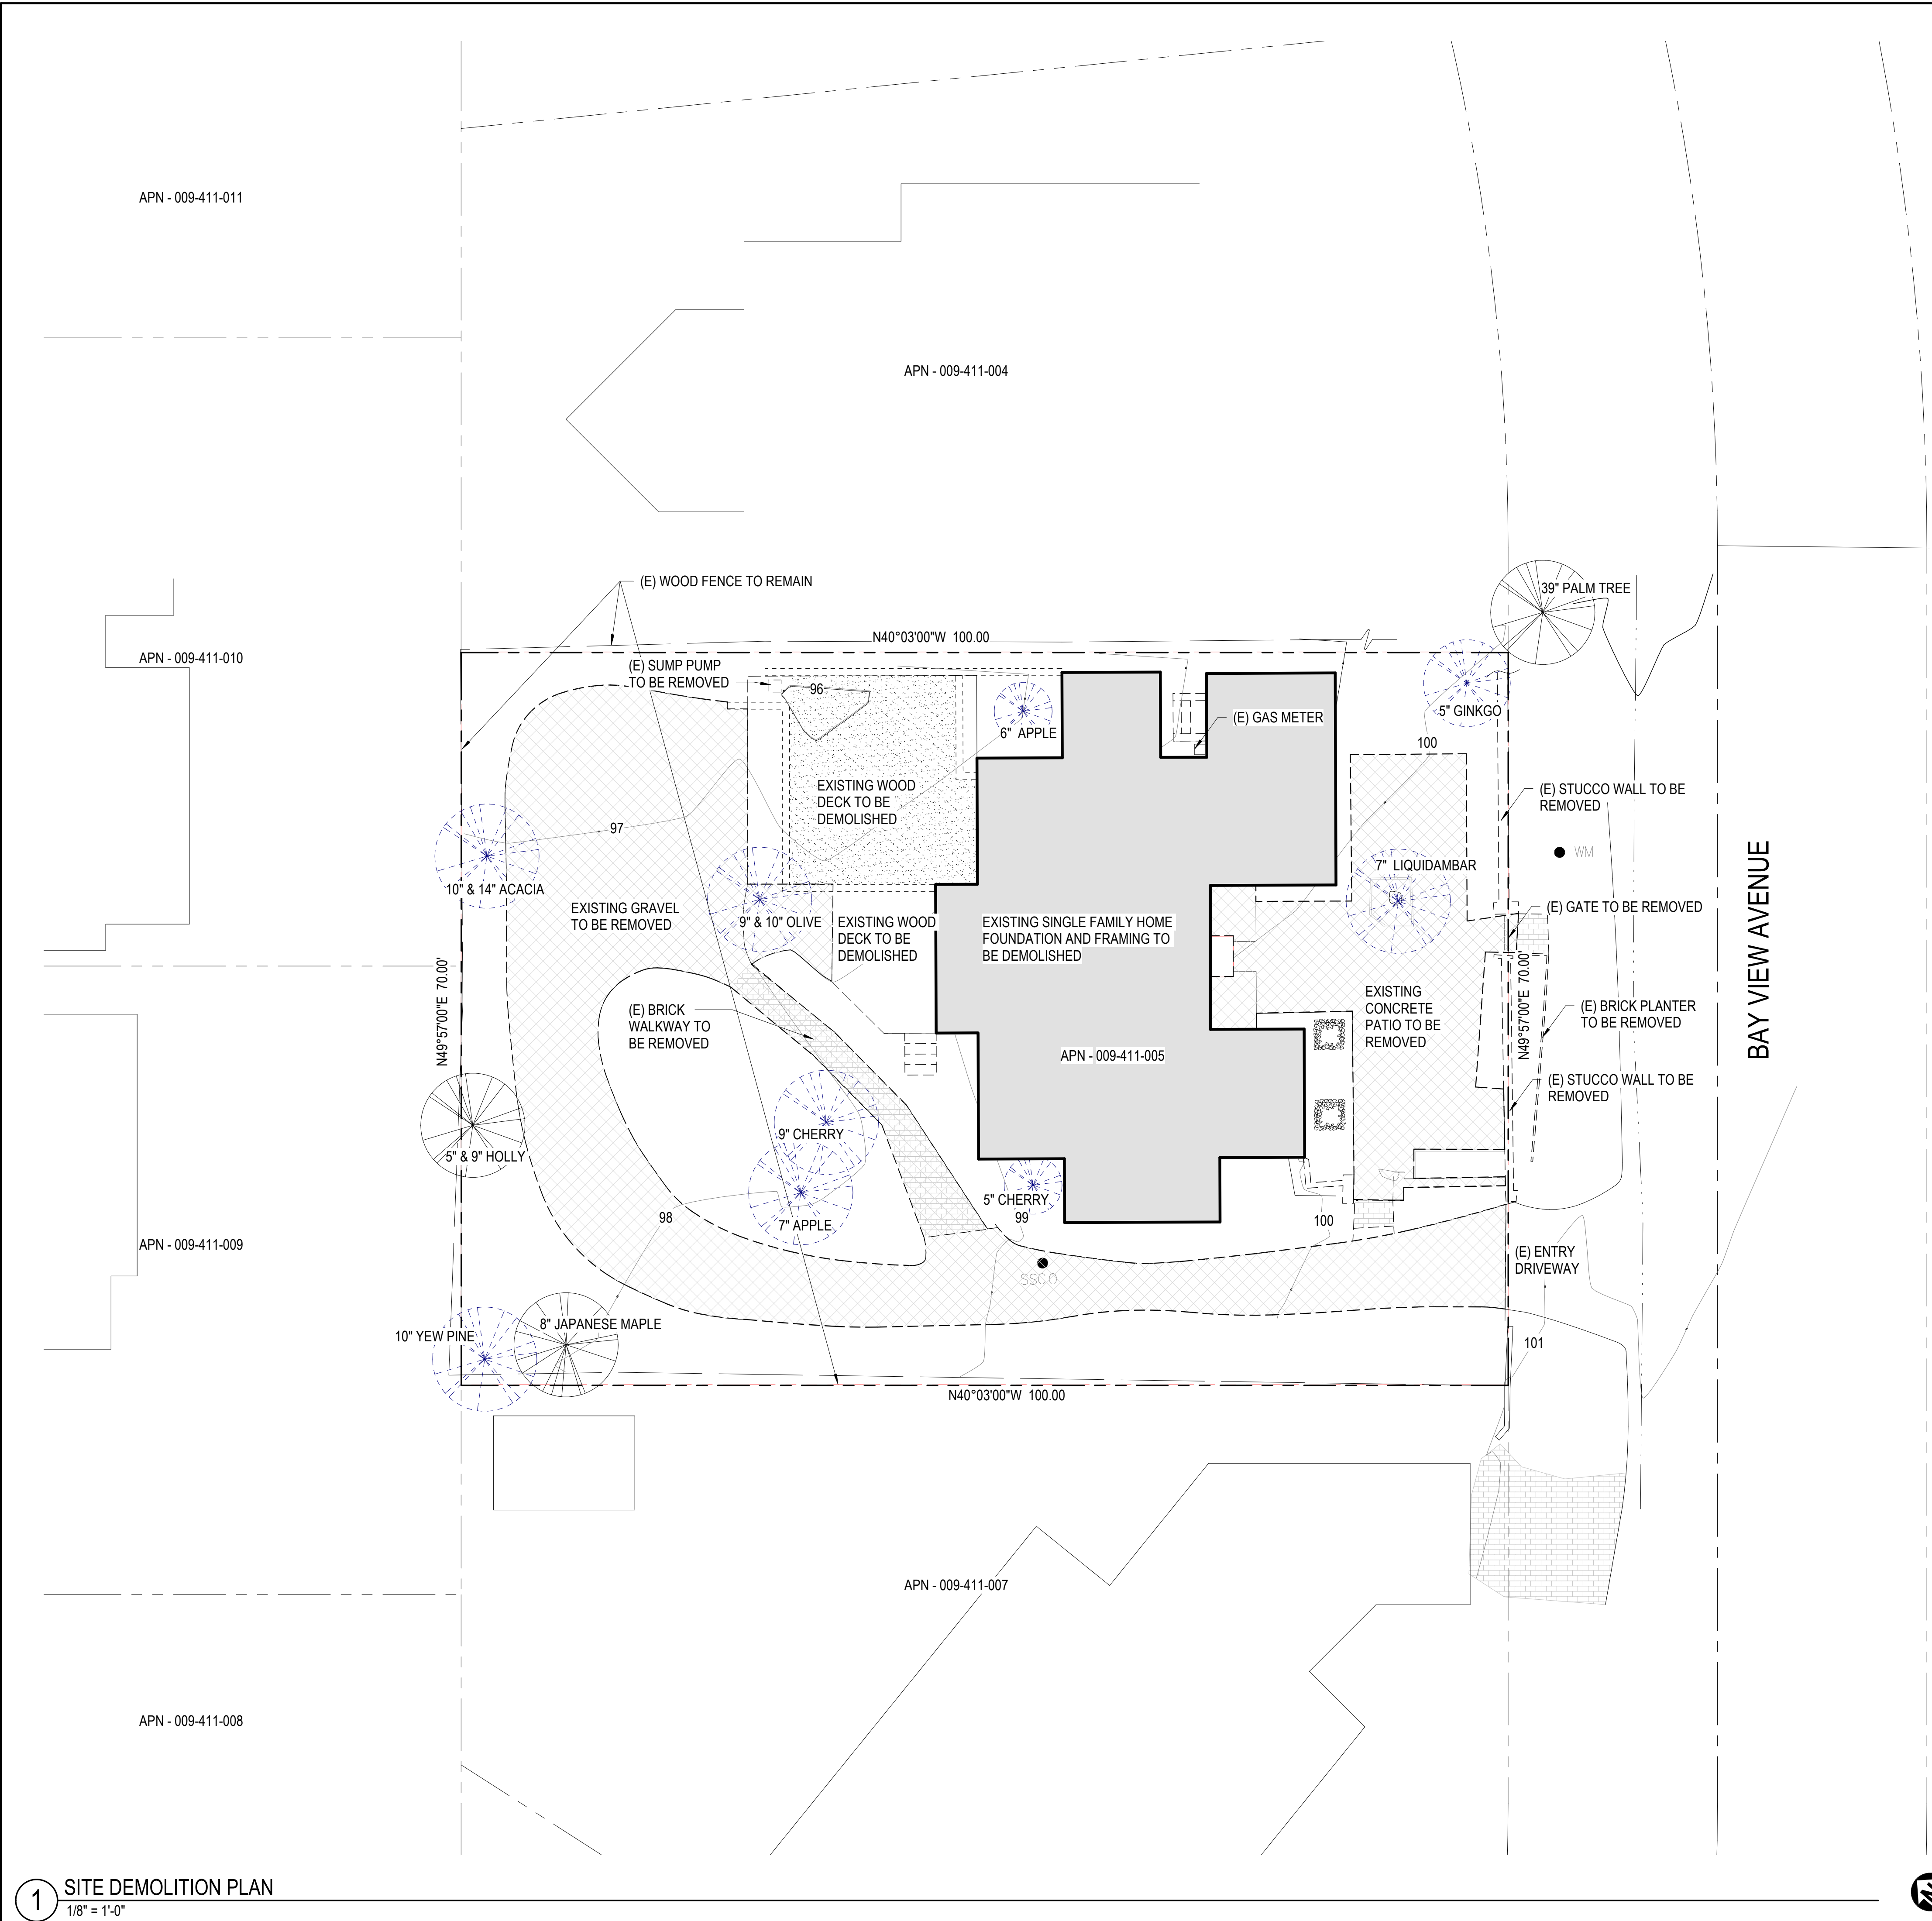 APN - 009-411-011
APN - 009-411-004
(E) WOOD FENCE TO REMAIN
39" PALM TREE
N40°03'00"W  100.00
APN - 009-411-010
(E) SUMP PUMP
TO BE REMOVED
96
5" GINKGO
6"  APPLE
(E) GAS METER
100
EXISTING WOOD
DECK TO BE
DEMOLISHED
(E) STUCCO WALL TO BE
REMOVED
97
WM
7"  LIQUIDAMBAR
10" & 14" ACACIA
EXISTING GRAVEL
TO BE REMOVED
9" & 10" OLIVE
EXISTING WOOD
DECK TO BE
DEMOLISHED
EXISTING SINGLE FAMILY HOME
FOUNDATION AND FRAMING TO
BE DEMOLISHED
(E) GATE TO BE REMOVED
BAY VIEW AVENUE
N49°57'00"E  70.00'
N49°57'00"E  70.00'
EXISTING
CONCRETE
PATIO TO BE
REMOVED
(E) BRICK
WALKWAY TO
BE REMOVED
(E) BRICK PLANTER
TO BE REMOVED
APN - 009-411-005
(E) STUCCO WALL TO BE
REMOVED
9" CHERRY
5" & 9" HOLLY
5" CHERRY
99
98
7" APPLE
100
APN - 009-411-009
(E) ENTRY
DRIVEWAY
SSCO
8" JAPANESE MAPLE
10" YEW PINE
101
N40°03'00"W  100.00
APN - 009-411-007
APN - 009-411-008
1
SITE DEMOLITION PLAN
1/8" = 1'-0"